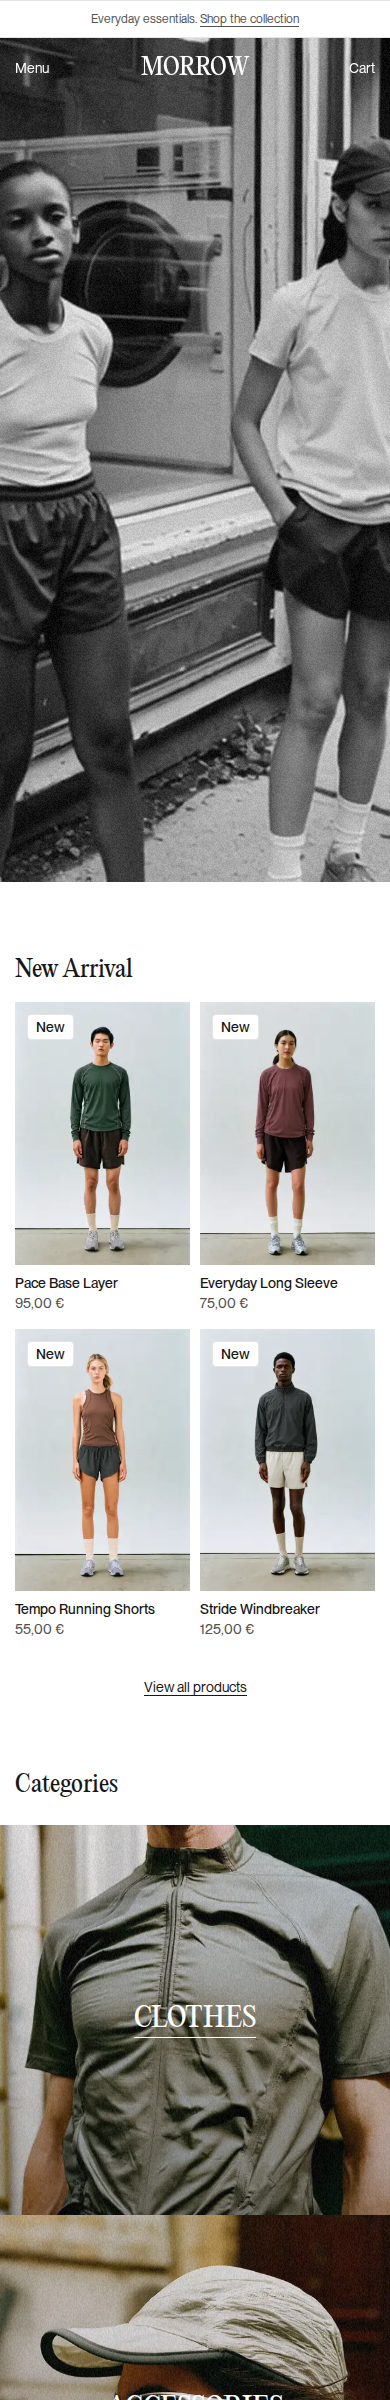 Everyday essentials. Shop the collection
Menu
MORROW
Cart
New Arrival
New
New
Pace Base Layer
95,00 €
Everyday Long Sleeve
75,00 €
New
New
Tempo Running Shorts
55,00 €
Stride Windbreaker
125,00 €
View all products
Categories
CLOTHES
ACCESSORIES